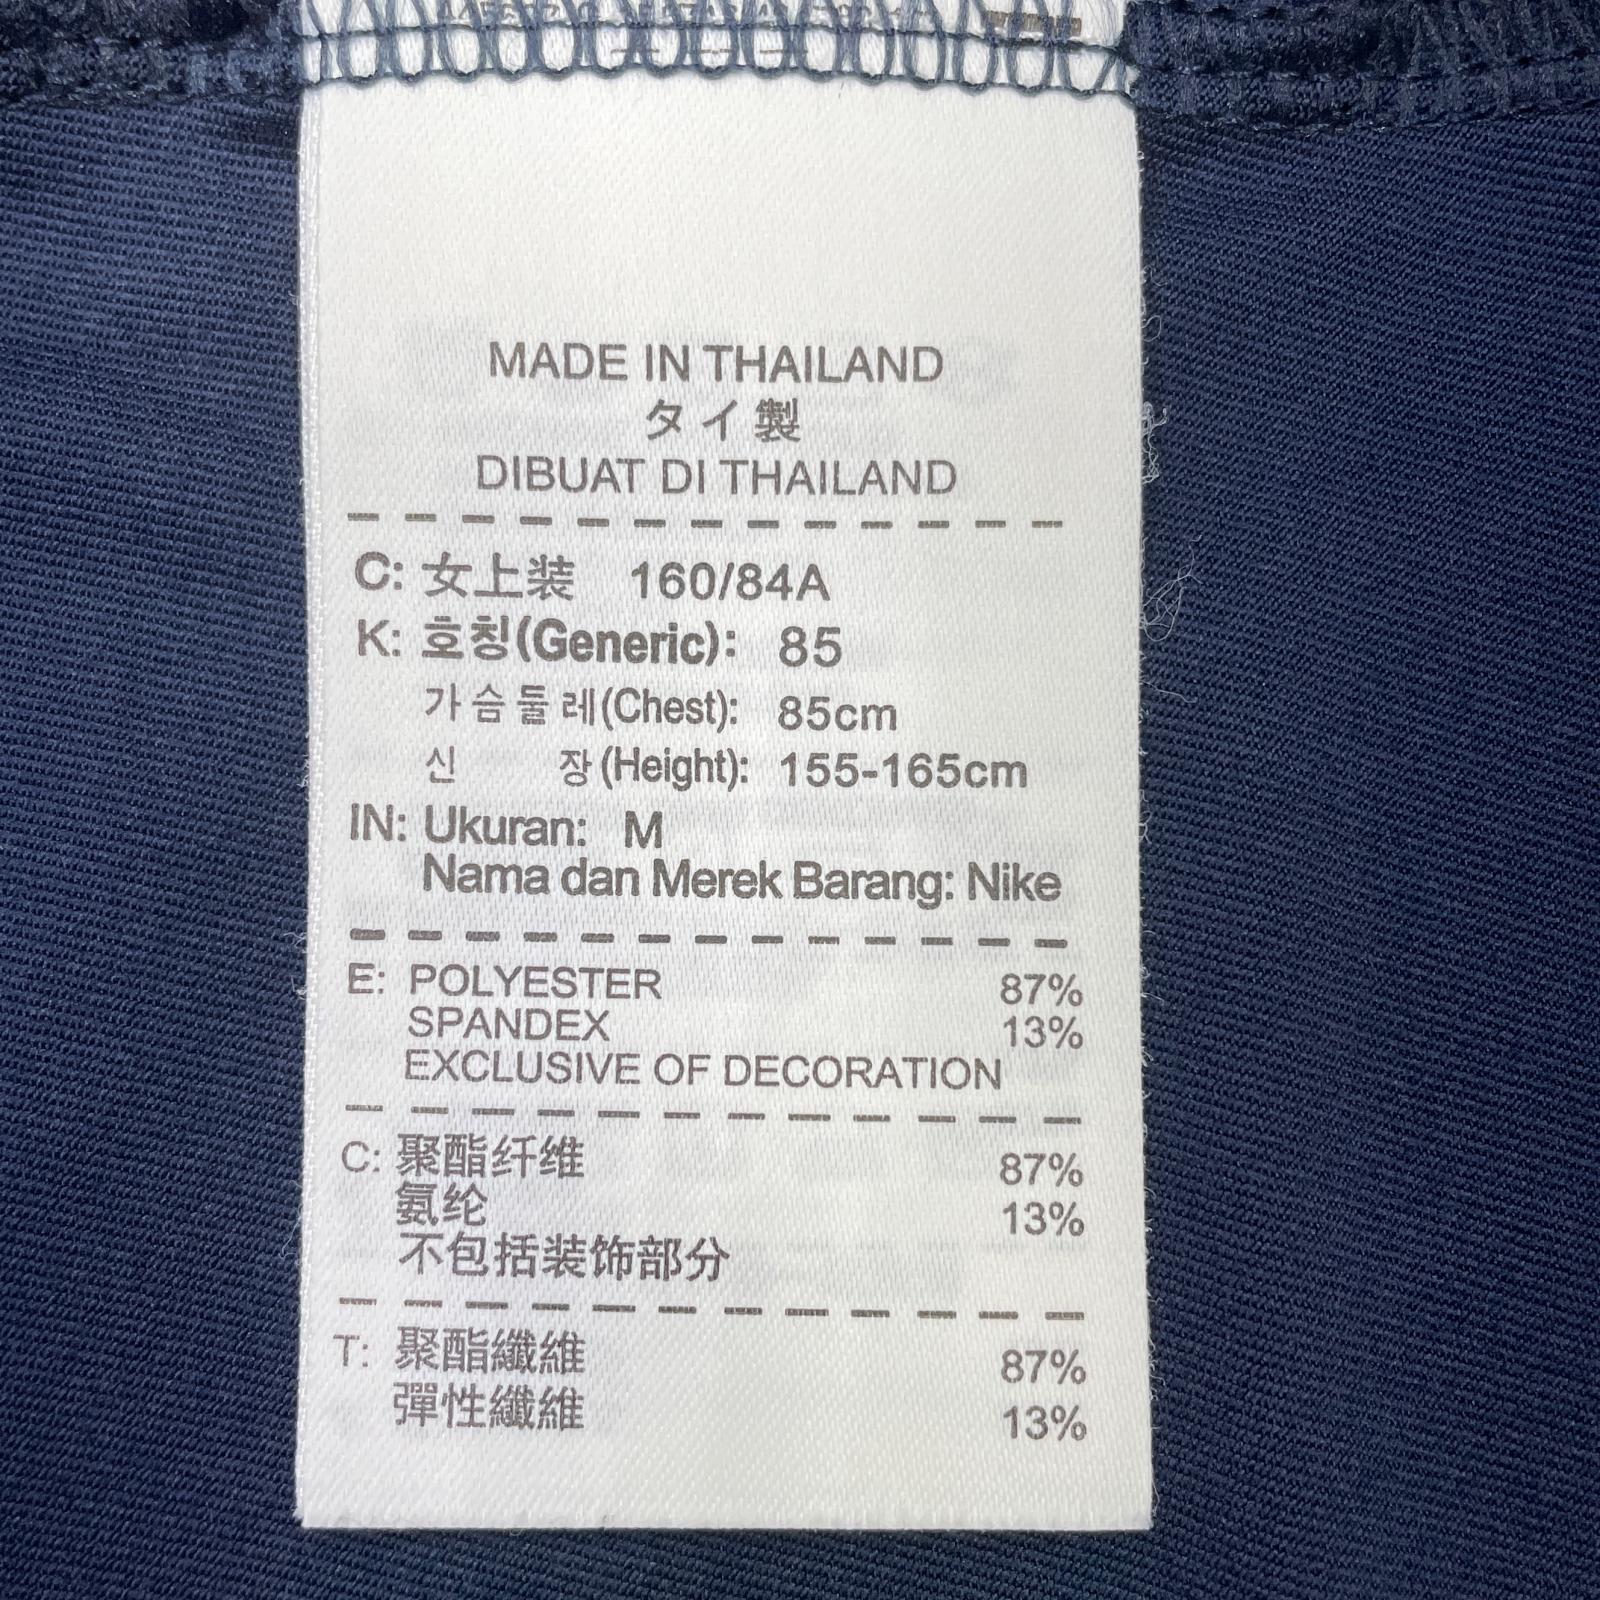 MADE IN THAILAND
タイ製
DIBUAT DI THAILAND
C: 女上装 160/84A
K: 호칭(Generic): 85
가슴둘레(Chest): 85cm
신 장(Height): 155-165cm
IN: Ukuran: M
Nama dan Merek Barang: Nike
E: POLYESTER 87%
SPANDEX 13%
EXCLUSIVE OF DECORATION
C: 聚酯纤维 87%
氨纶 13%
不包括装饰部分
T: 聚酯纖維 87%
彈性纖維 13%